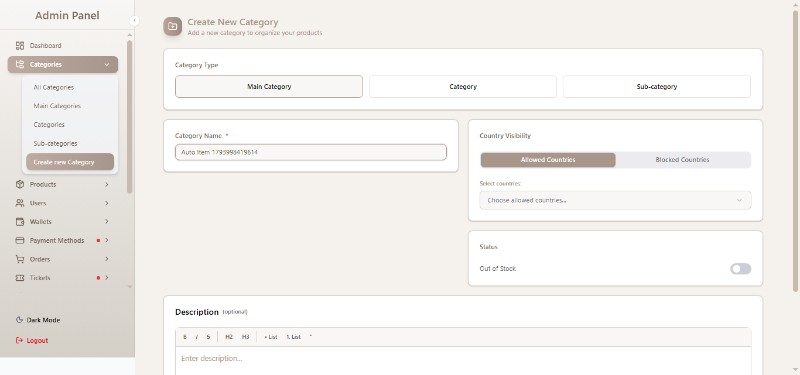 Admin Panel
Dashboard
Categories
All Categories
Main Categories
Categories
Sub-categories
Create new Category
Products
Users
Wallets
Payment Methods
Orders
Tickets
Dark Mode
Logout
Create New Category
Add a new category to organize your products
Category Type
Main Category
Category
Sub-category
Category Name *
Auto Item 1793998419614
Country Visibility
Allowed Countries
Blocked Countries
Select countries:
Choose allowed countries...
Status
Out of Stock
Description (optional)
B I S H2 H3 • List 1. List "
Enter description...